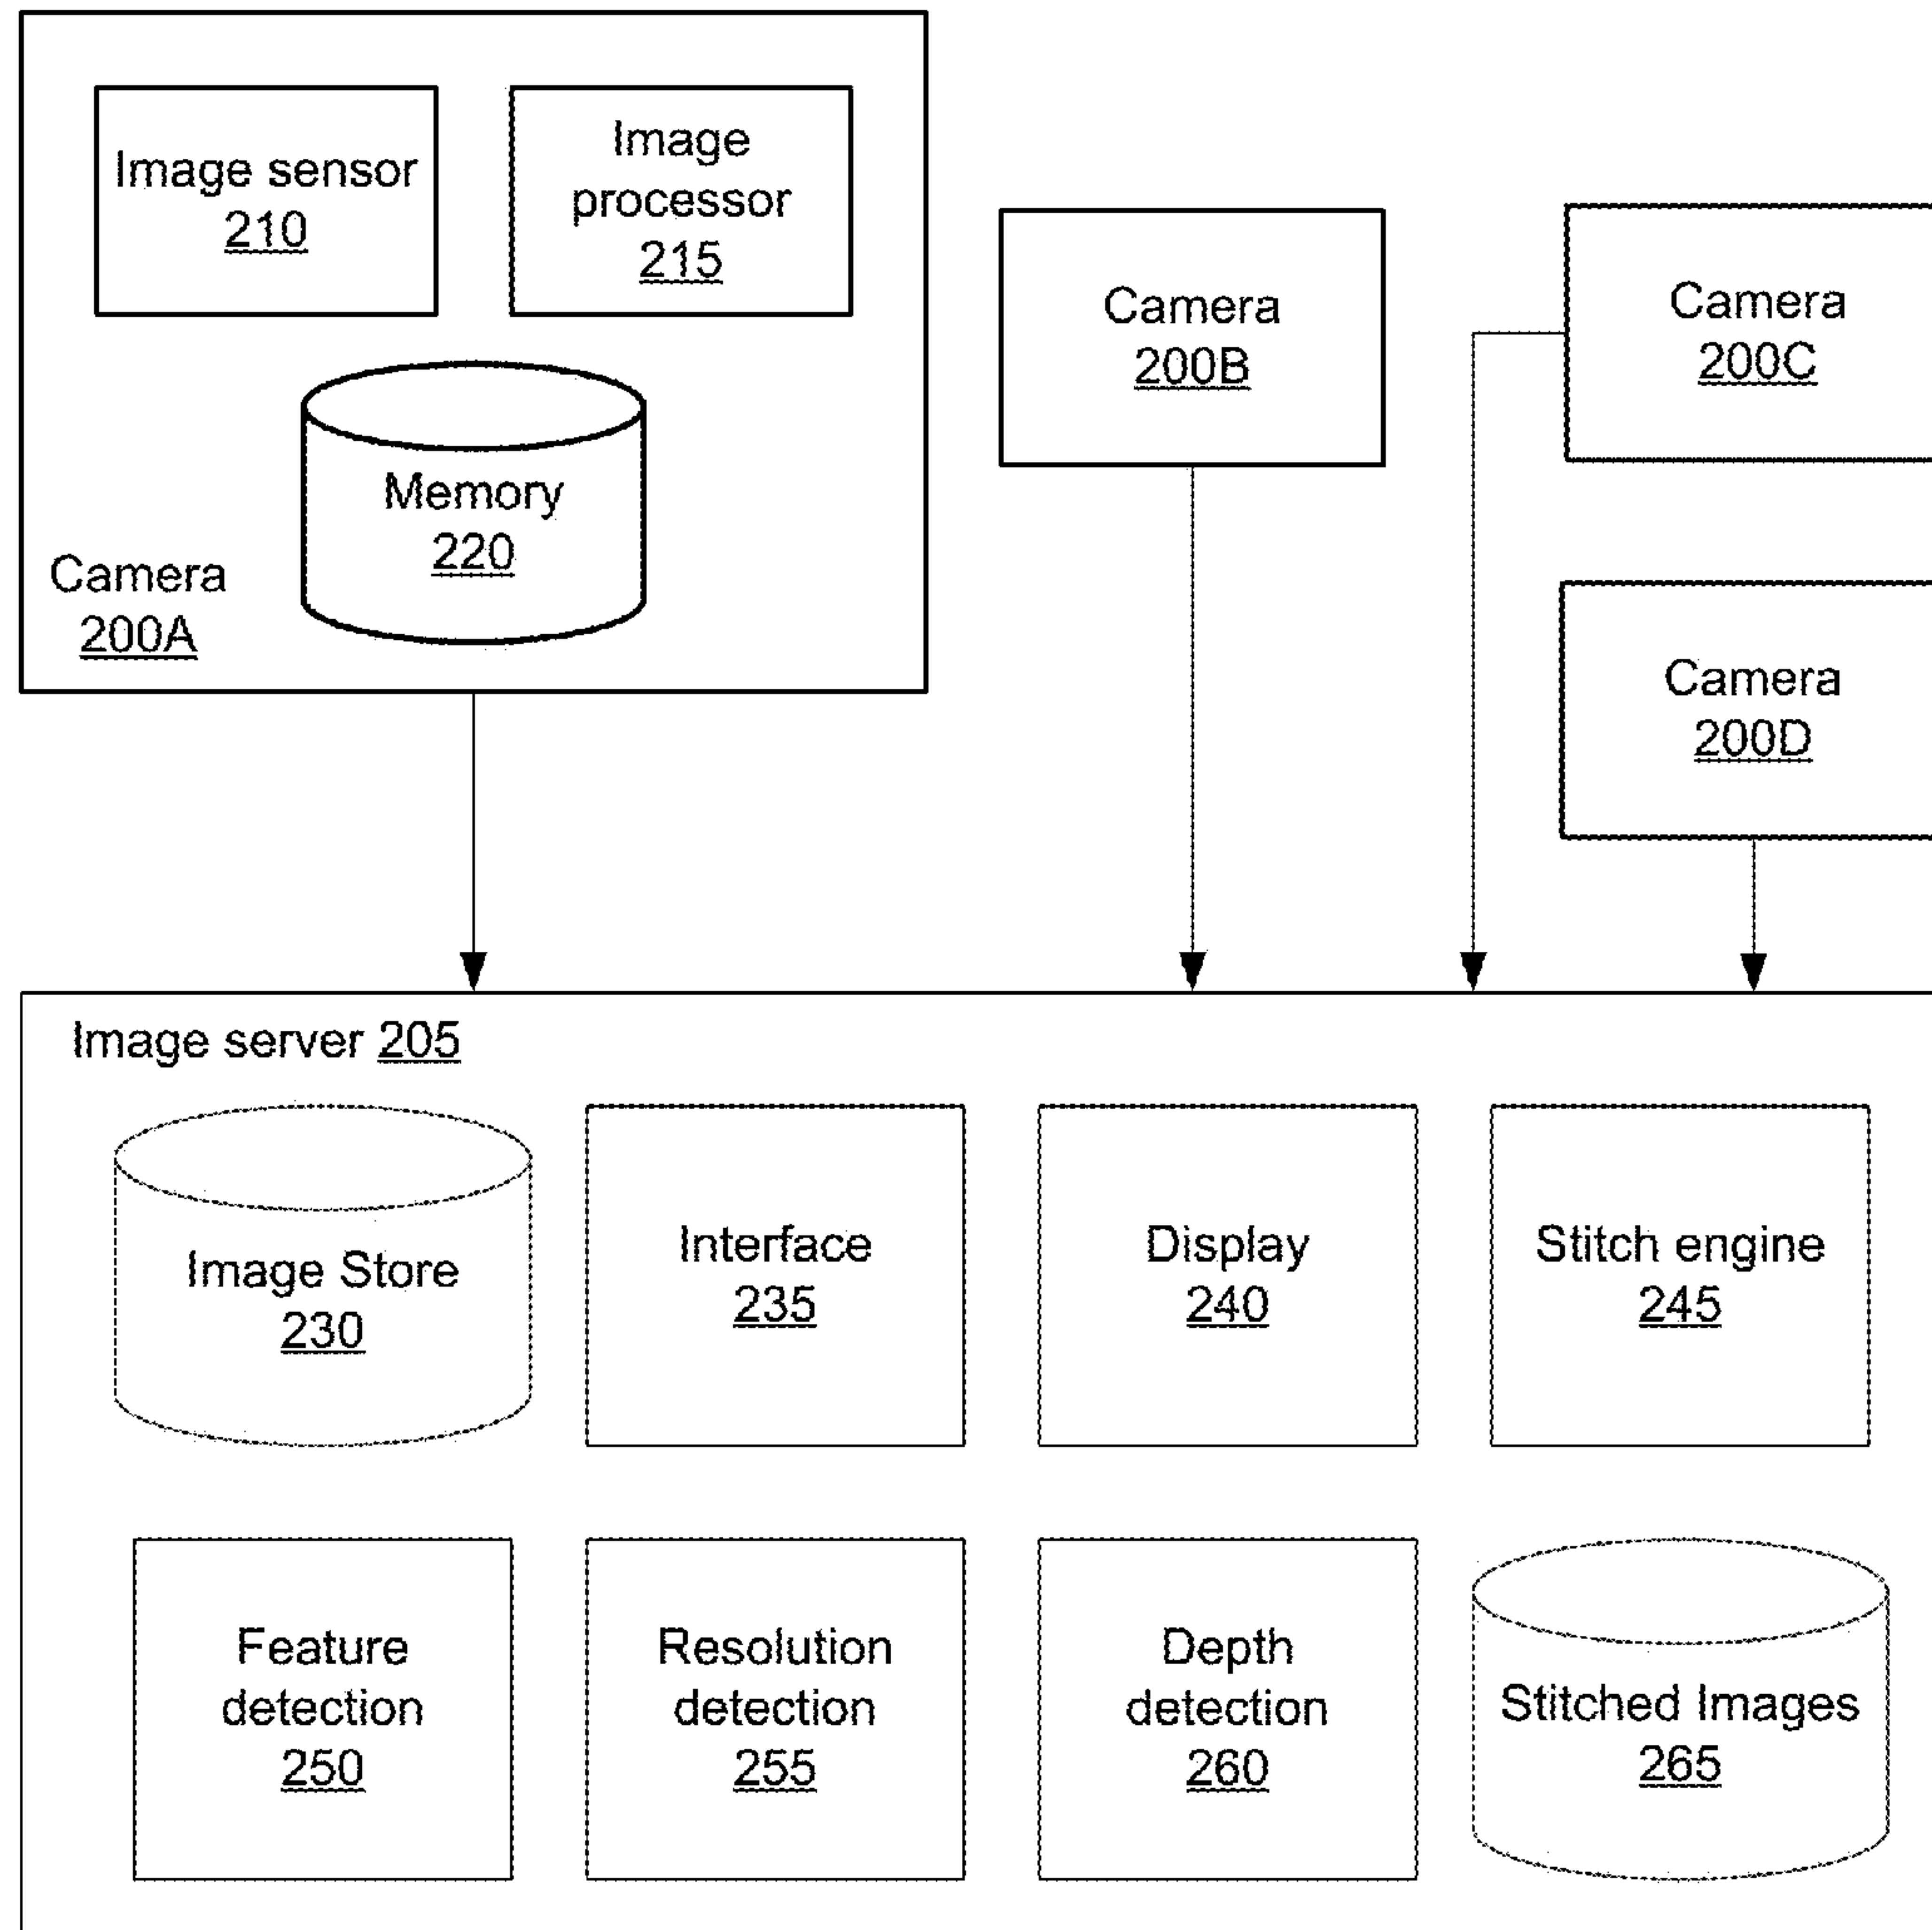 Image sensor
210
Image
processor
215
Memory
220
Camera
200A
Camera
200B
Camera
200C
Camera
200D
Image server 205
Image Store
230
Interface
235
Display
240
Stitch engine
245
Feature
detection
250
Resolution
detection
255
Depth
detection
260
Stitched Images
265